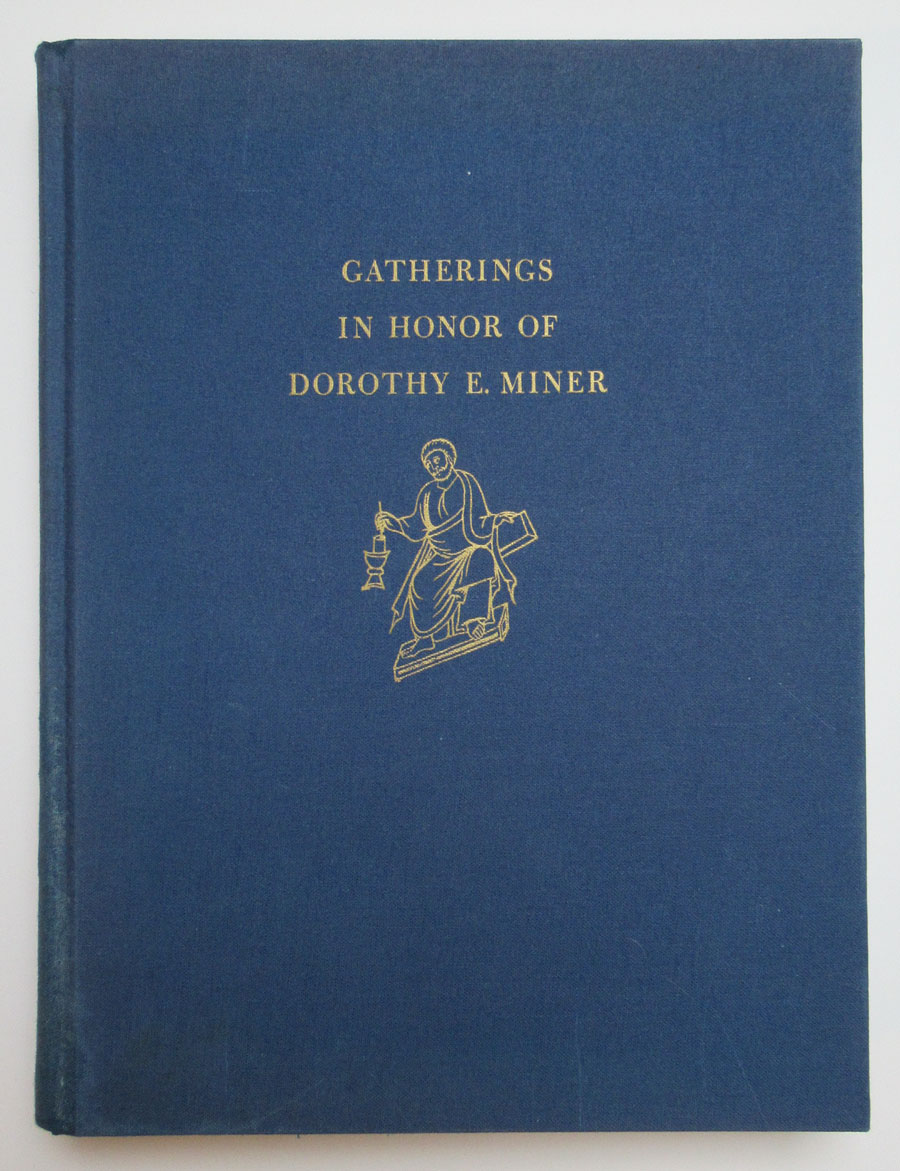 GATHERINGS
IN HONOR OF
DOROTHY E. MINER